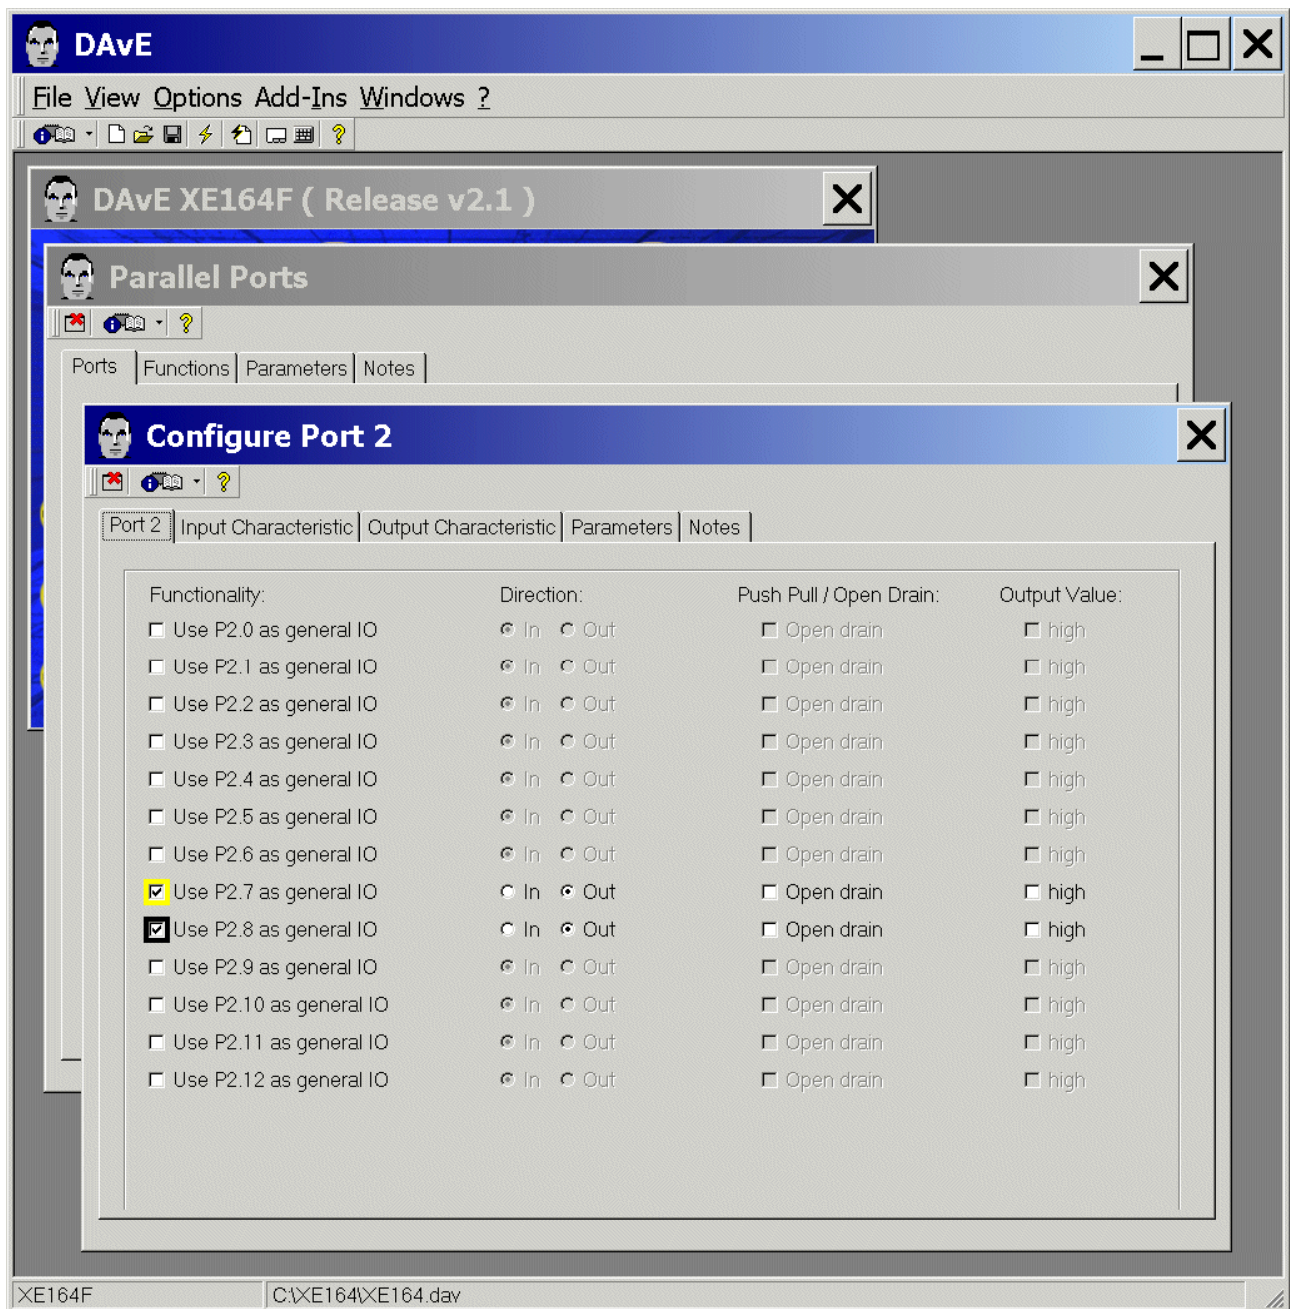 DAvE
File View Options Add-Ins Windows ?
DAvE XE164F ( Release v2.1 )
Parallel Ports
Ports Functions Parameters Notes
Configure Port 2
Port 2 Input Characteristic Output Characteristic Parameters Notes
Functionality: Direction: Push Pull / Open Drain: Output Value:
Use P2.0 as general IO In Out Open drain high
Use P2.1 as general IO In Out Open drain high
Use P2.2 as general IO In Out Open drain high
Use P2.3 as general IO In Out Open drain high
Use P2.4 as general IO In Out Open drain high
Use P2.5 as general IO In Out Open drain high
Use P2.6 as general IO In Out Open drain high
Use P2.7 as general IO In Out Open drain high
Use P2.8 as general IO In Out Open drain high
Use P2.9 as general IO In Out Open drain high
Use P2.10 as general IO In Out Open drain high
Use P2.11 as general IO In Out Open drain high
Use P2.12 as general IO In Out Open drain high
XE164F C:\XE164\XE164.dav